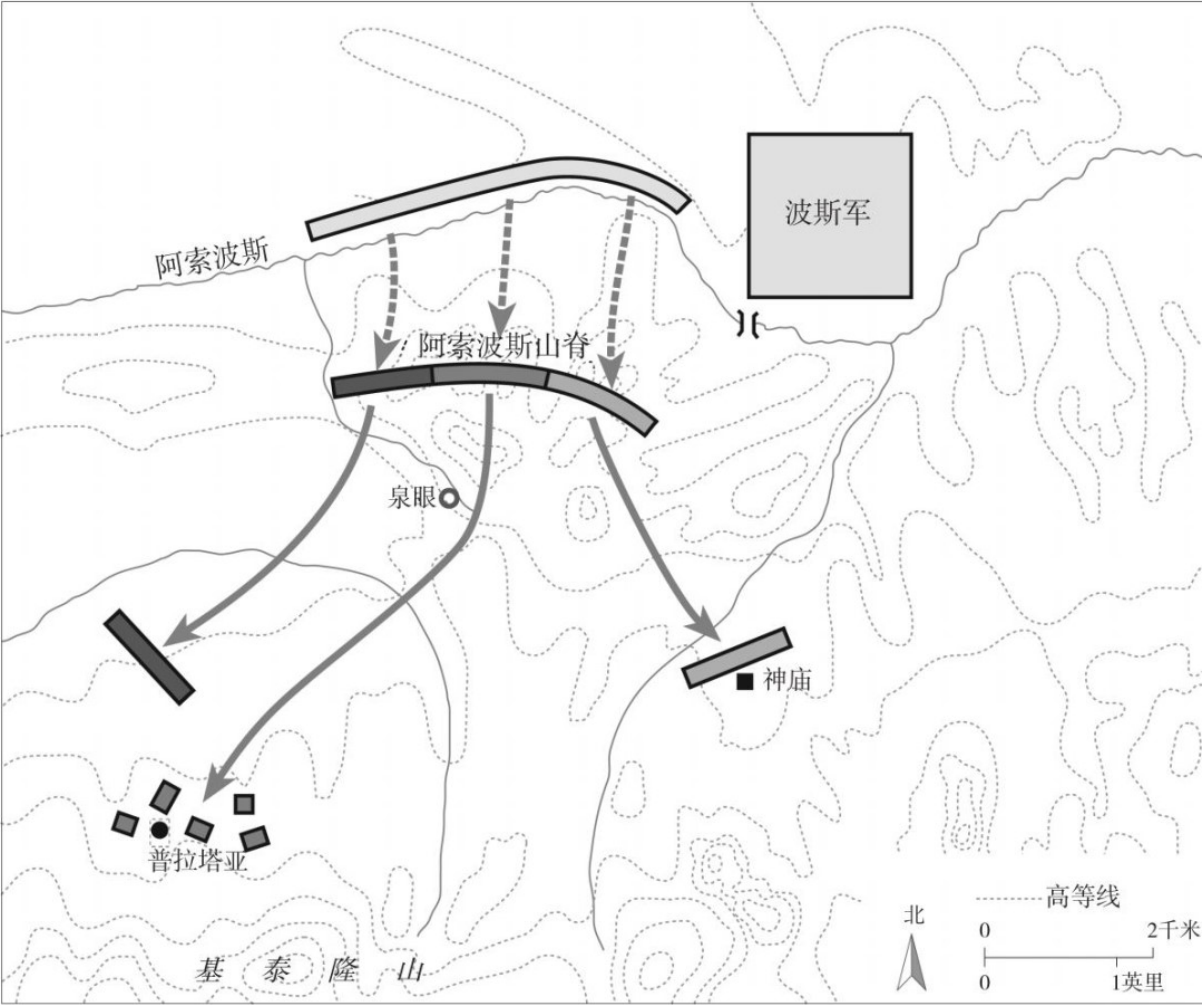 波斯军
阿索波斯
阿索波斯山脊
泉眼
神庙
普拉塔亚
高等线
北
0 2千米
0 1英里
基泰隆山